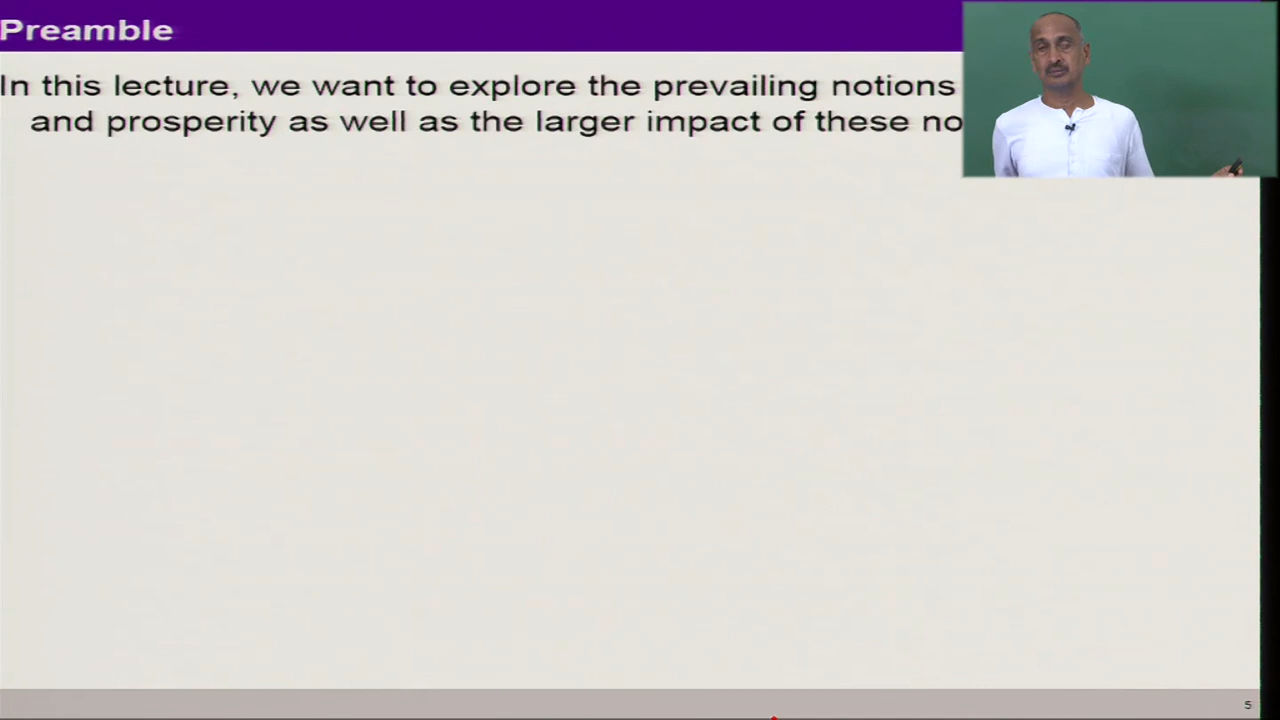 Preamble
In this lecture, we want to explore the prevailing notions
and prosperity as well as the larger impact of these no
5